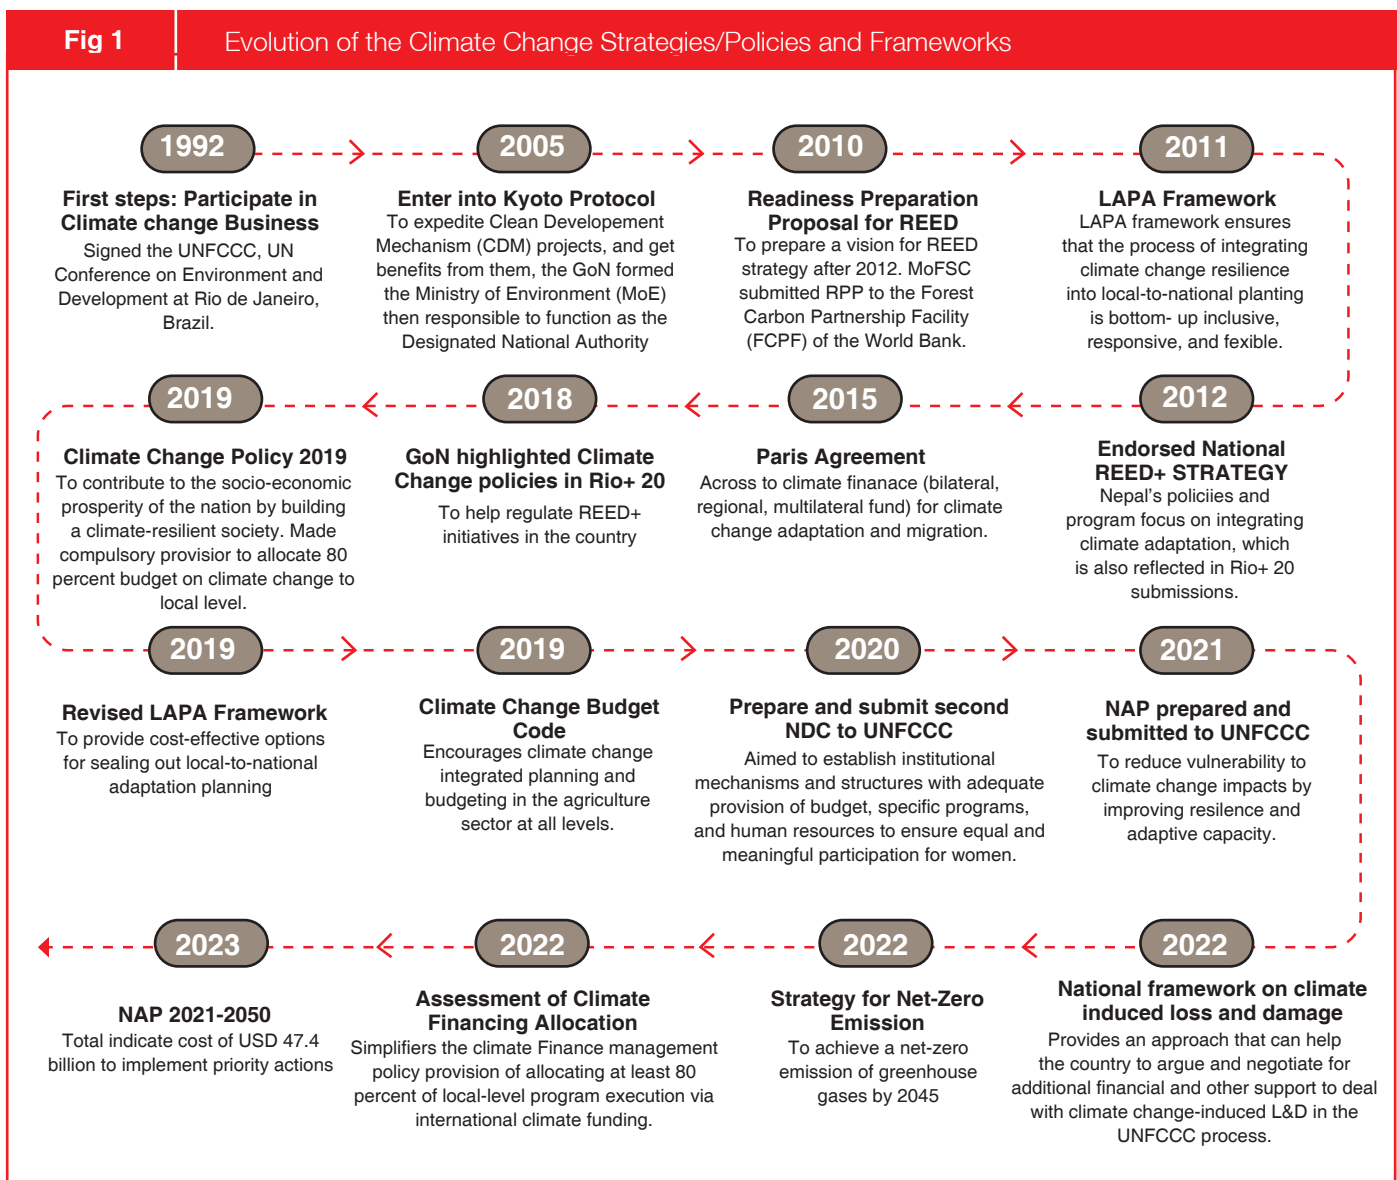 Fig 1
Evolution of the Climate Change Strategies/Policies and Frameworks
1992
First steps: Participate in
Climate change Business
Signed the UNFCCC, UN
Conference on Environment and
Development at Rio de Janeiro,
Brazil.
2005
Enter into Kyoto Protocol
To expedite Clean Developement
Mechanism (CDM) projects, and get
benefits from them, the GoN formed
the Ministry of Environment (MoE)
then responsible to function as the
Designated National Authority
2010
Readiness Preparation
Proposal for REED
To prepare a vision for REED
strategy after 2012. MoFSC
submitted RPP to the Forest
Carbon Partnership Facility
(FCPF) of the World Bank.
2011
LAPA Framework
LAPA framework ensures
that the process of integrating
climate change resilience
into local-to-national planting
is bottom- up inclusive,
responsive, and fexible.
2012
Endorsed National
REED+ STRATEGY
Nepal's policiies and
program focus on integrating
climate adaptation, which
is also reflected in Rio+ 20
submissions.
2015
Paris Agreement
Across to climate finanace (bilateral,
regional, multilateral fund) for climate
change adaptation and migration.
2018
GoN highlighted Climate
Change policies in Rio+ 20
To help regulate REED+
initiatives in the country
2019
Climate Change Policy 2019
To contribute to the socio-economic
prosperity of the nation by building
a climate-resilient society. Made
compulsory provisior to allocate 80
percent budget on climate change to
local level.
2019
Revised LAPA Framework
To provide cost-effective options
for sealing out local-to-national
adaptation planning
2019
Climate Change Budget
Code
Encourages climate change
integrated planning and
budgeting in the agriculture
sector at all levels.
2020
Prepare and submit second
NDC to UNFCCC
Aimed to establish institutional
mechanisms and structures with adequate
provision of budget, specific programs,
and human resources to ensure equal and
meaningful participation for women.
2021
NAP prepared and
submitted to UNFCCC
To reduce vulnerability to
climate change impacts by
improving resilence and
adaptive capacity.
2022
National framework on climate
induced loss and damage
Provides an approach that can help
the country to argue and negotiate for
additional financial and other support to deal
with climate change-induced L&D in the
UNFCCC process.
2022
Strategy for Net-Zero
Emission
To achieve a net-zero
emission of greenhouse
gases by 2045
2022
Assessment of Climate
Financing Allocation
Simplifiers the climate Finance management
policy provision of allocating at least 80
percent of local-level program execution via
international climate funding.
2023
NAP 2021-2050
Total indicate cost of USD 47.4
billion to implement priority actions